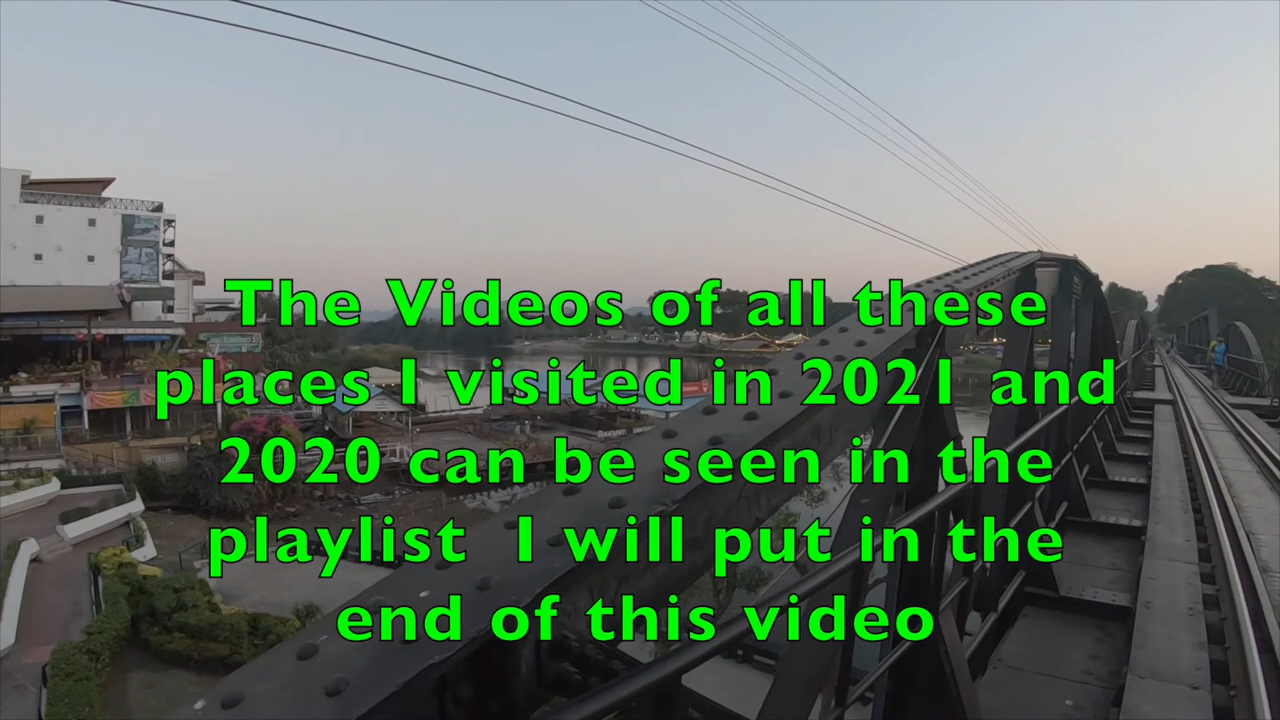 The Videos of all these
places I visited in 2021 and
2020 can be seen in the
playlist  I will put in the
end of this video